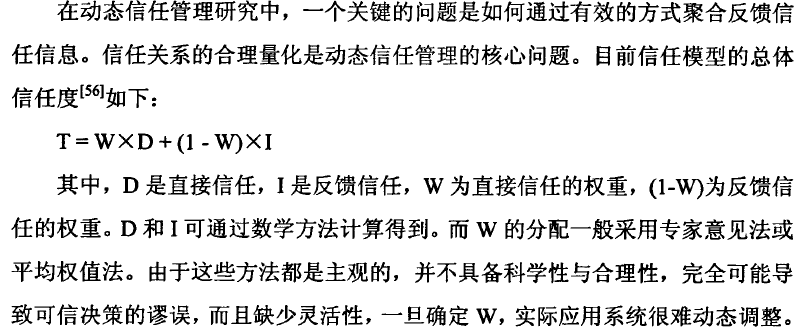 在动态信任管理研究中，一个关键的问题是如何通过有效的方式聚合反馈信
任信息。信任关系的合理量化是动态信任管理的核心问题。目前信任模型的总体
信任度[56]如下：
T = W×D + (1 - W)×I
其中，D 是直接信任，I 是反馈信任，W 为直接信任的权重，(1-W)为反馈信
任的权重。D 和 I 可通过数学方法计算得到。而 W 的分配一般采用专家意见法或
平均权值法。由于这些方法都是主观的，并不具备科学性与合理性，完全可能导
致可信决策的谬误，而且缺少灵活性，一旦确定 W，实际应用系统很难动态调整。